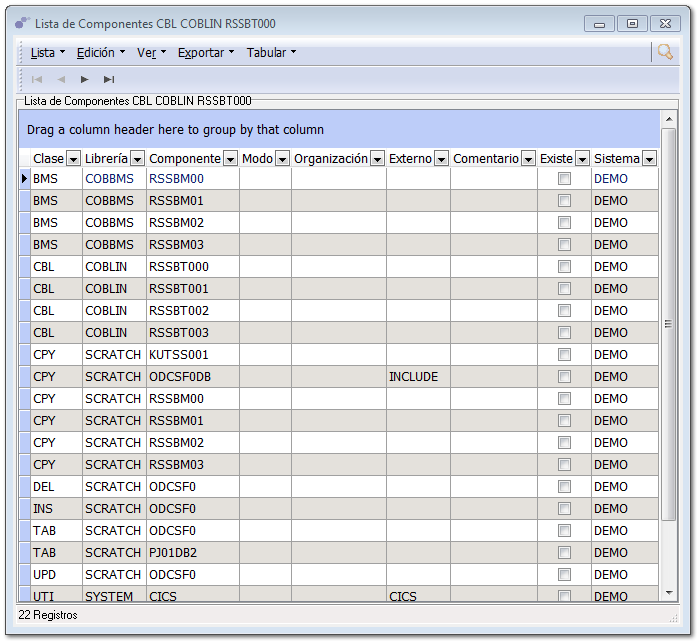 Lista de Componentes CBL COBLIN RSSBT000
Lista Edición Ver Exportar Tabular
Lista de Componentes CBL COBLIN RSSBT000
Drag a column header here to group by that column
Clase Librería Componente Modo Organización Externo Comentario Existe Sistema
BMS COBBMS RSSBM00 DEMO
BMS COBBMS RSSBM01 DEMO
BMS COBBMS RSSBM02 DEMO
BMS COBBMS RSSBM03 DEMO
CBL COBLIN RSSBT000 DEMO
CBL COBLIN RSSBT001 DEMO
CBL COBLIN RSSBT002 DEMO
CBL COBLIN RSSBT003 DEMO
CPY SCRATCH KUTSS001 DEMO
CPY SCRATCH ODCSF0DB INCLUDE DEMO
CPY SCRATCH RSSBM00 DEMO
CPY SCRATCH RSSBM01 DEMO
CPY SCRATCH RSSBM02 DEMO
CPY SCRATCH RSSBM03 DEMO
DEL SCRATCH ODCSF0 DEMO
INS SCRATCH ODCSF0 DEMO
TAB SCRATCH ODCSF0 DEMO
TAB SCRATCH PJ01DB2 DEMO
UPD SCRATCH ODCSF0 DEMO
UTI SYSTEM CICS CICS DEMO
22 Registros